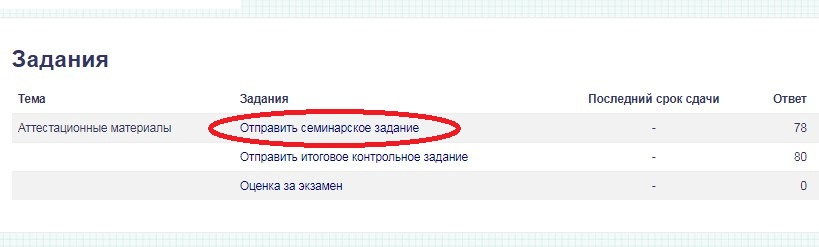 Задания
Тема Задания Последний срок сдачи Ответ
Аттестационные материалы Отправить семинарское задание - 78
Отправить итоговое контрольное задание - 80
Оценка за экзамен - 0